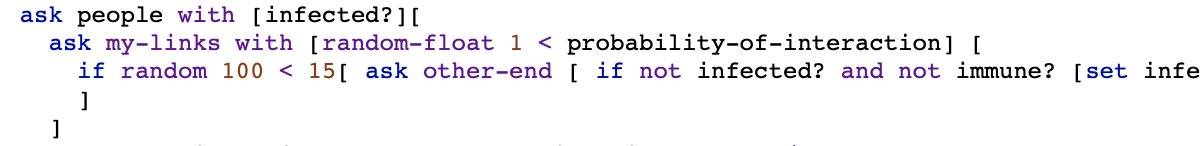 ask people with [infected?][
ask my-links with [random-float 1 < probability-of-interaction] [
if random 100 < 15[ ask other-end [ if not infected? and not immune? [set infe
]
]